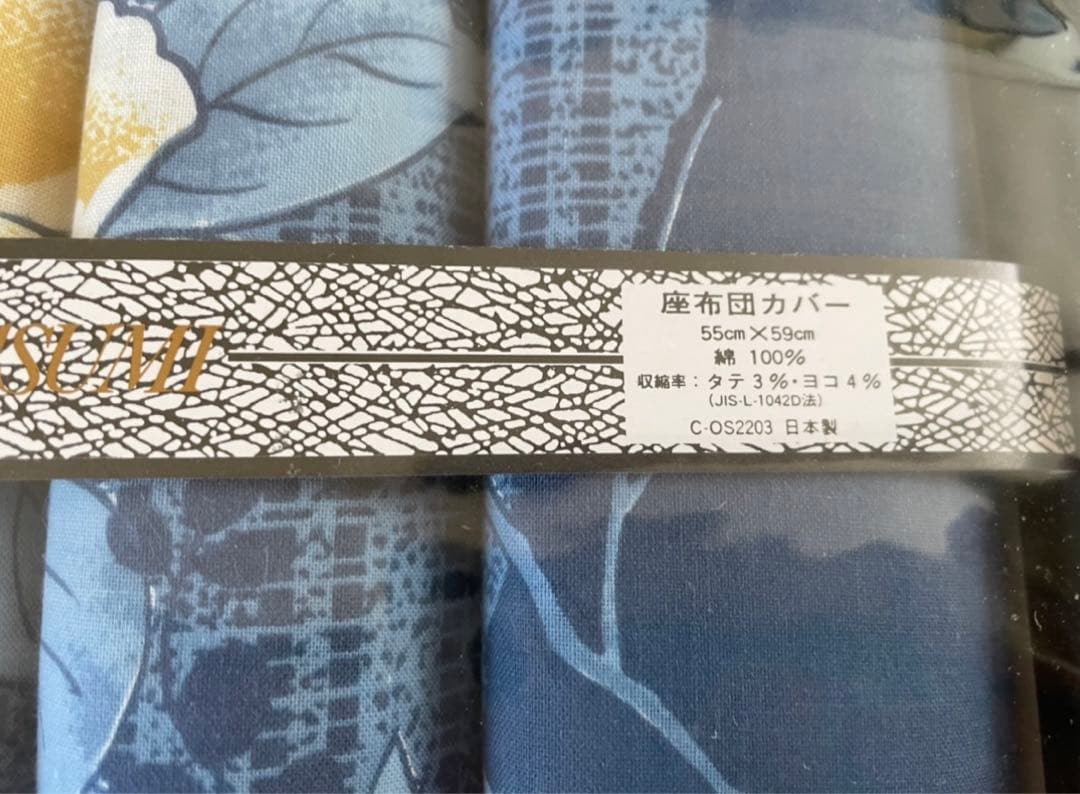 座布団カバー
55cm×59cm
綿 100%
収縮率：タテ3%・ヨコ4%
(JIS-L-1042D法)
C-OS2203 日本製